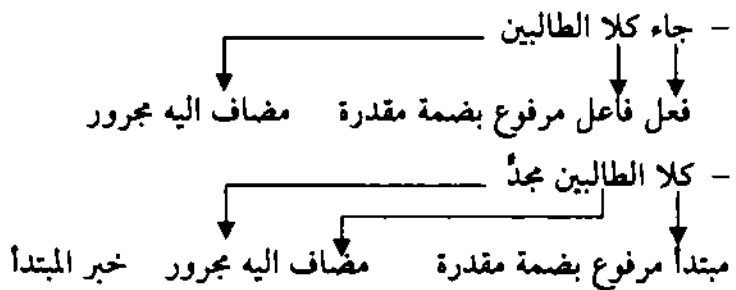 – جاء كلا الطالبين
فعل فاعل مرفوع بضمة مقدرة مضاف اليه مجرور
– كلا الطالبين مجدٌ
مبتدأ مرفوع بضمة مقدرة مضاف اليه مجرور خبر المبتدأ